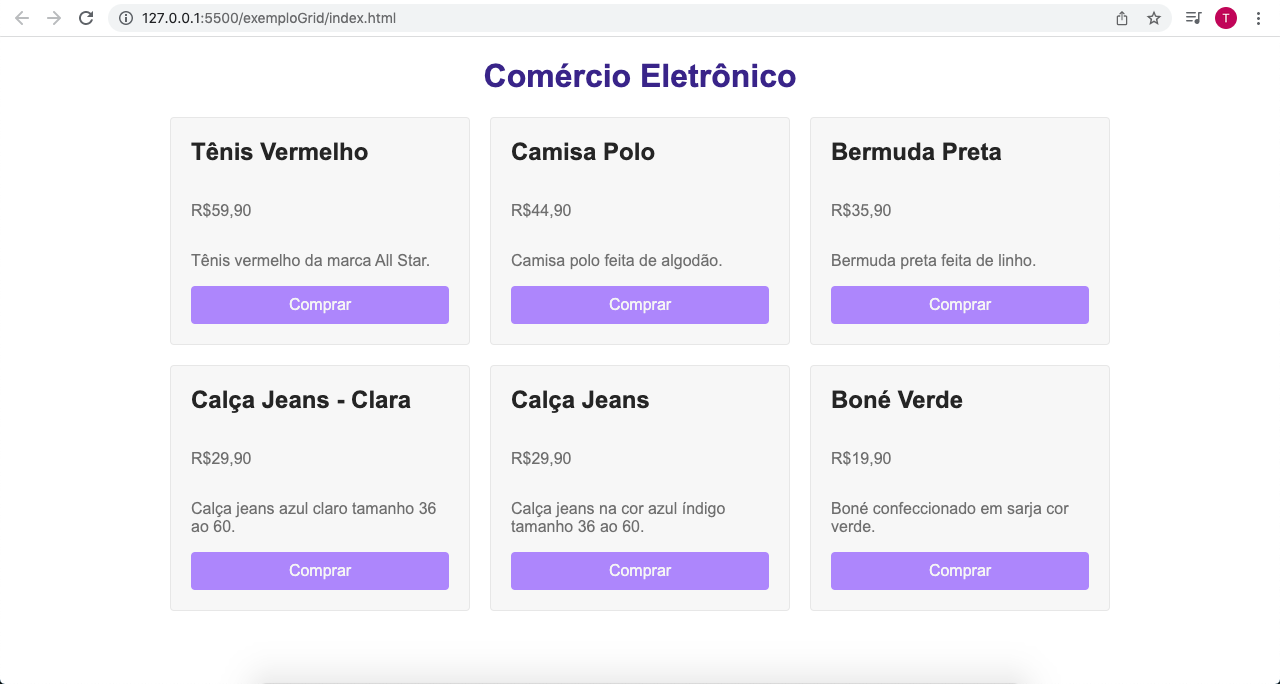 127.0.0.1:5500/exemploGrid/index.html
T
Comércio Eletrônico
Tênis Vermelho
R$59,90
Tênis vermelho da marca All Star.
Comprar
Camisa Polo
R$44,90
Camisa polo feita de algodão.
Comprar
Bermuda Preta
R$35,90
Bermuda preta feita de linho.
Comprar
Calça Jeans - Clara
R$29,90
Calça jeans azul claro tamanho 36
ao 60.
Comprar
Calça Jeans
R$29,90
Calça jeans na cor azul índigo
tamanho 36 ao 60.
Comprar
Boné Verde
R$19,90
Boné confeccionado em sarja cor
verde.
Comprar